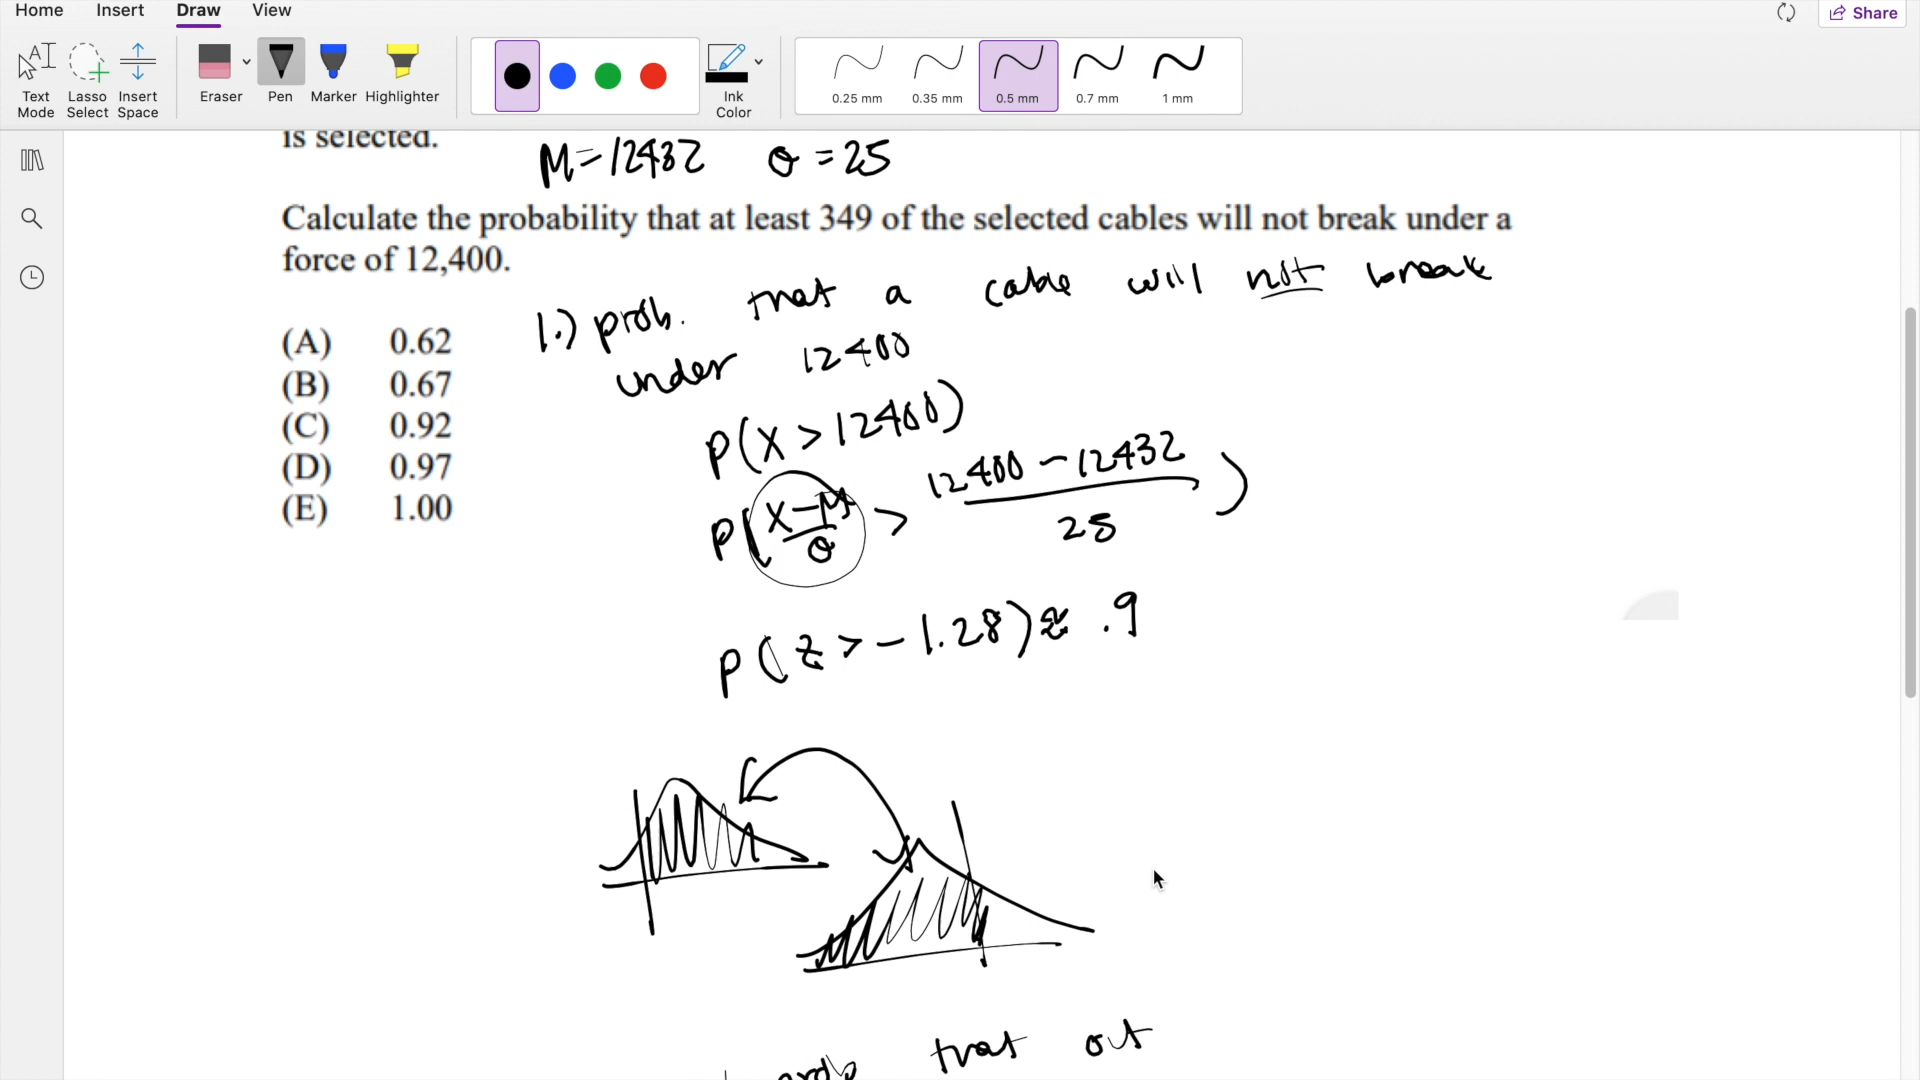 Home Insert Draw View
Share
Text Mode
Lasso Select
Insert Space
Eraser
Pen
Marker
Highlighter
Ink Color
0.25 mm 0.35 mm 0.5 mm 0.7 mm 1 mm
is selected.
M=12432 σ=25
Calculate the probability that at least 349 of the selected cables will not break under a
force of 12,400.
1.) prob. that a cable will not break
under 12400
(A) 0.62
(B) 0.67
(C) 0.92
(D) 0.97
(E) 1.00
P(X > 12400)
P(X-M/σ > 12400-12432/25)
P(Z > -1.28) ≈ .9
prob that out